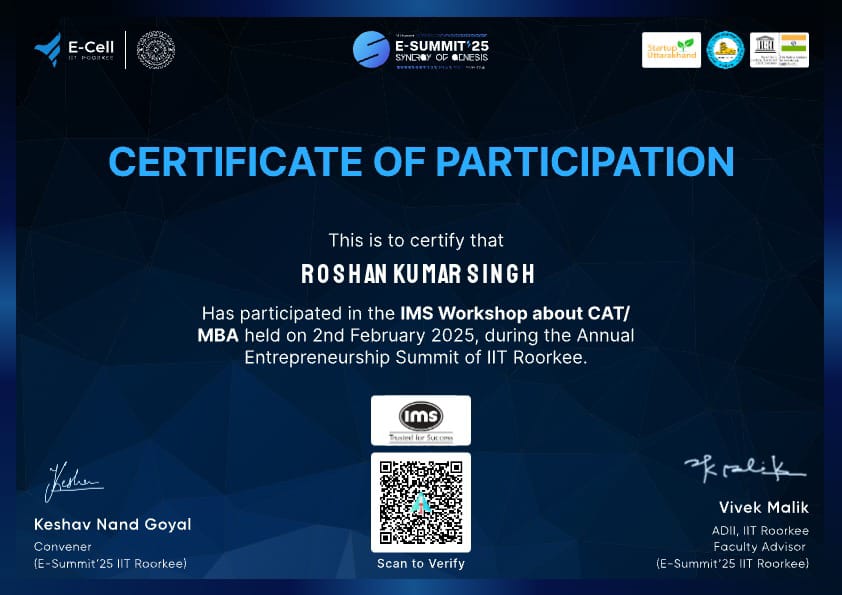 E-Cell
IIT ROORKEE
E-SUMMIT'25
SYNERGY OF GENESIS
Startup
Uttarakhand
CERTIFICATE OF PARTICIPATION
This is to certify that
ROSHAN KUMAR SINGH
Has participated in the IMS Workshop about CAT/
MBA held on 2nd February 2025, during the Annual
Entrepreneurship Summit of IIT Roorkee.
ims
Trusted for Success
Keshav Nand Goyal
Convener
(E-Summit'25 IIT Roorkee)
Scan to Verify
Vivek Malik
ADII, IIT Roorkee
Faculty Advisor
(E-Summit'25 IIT Roorkee)